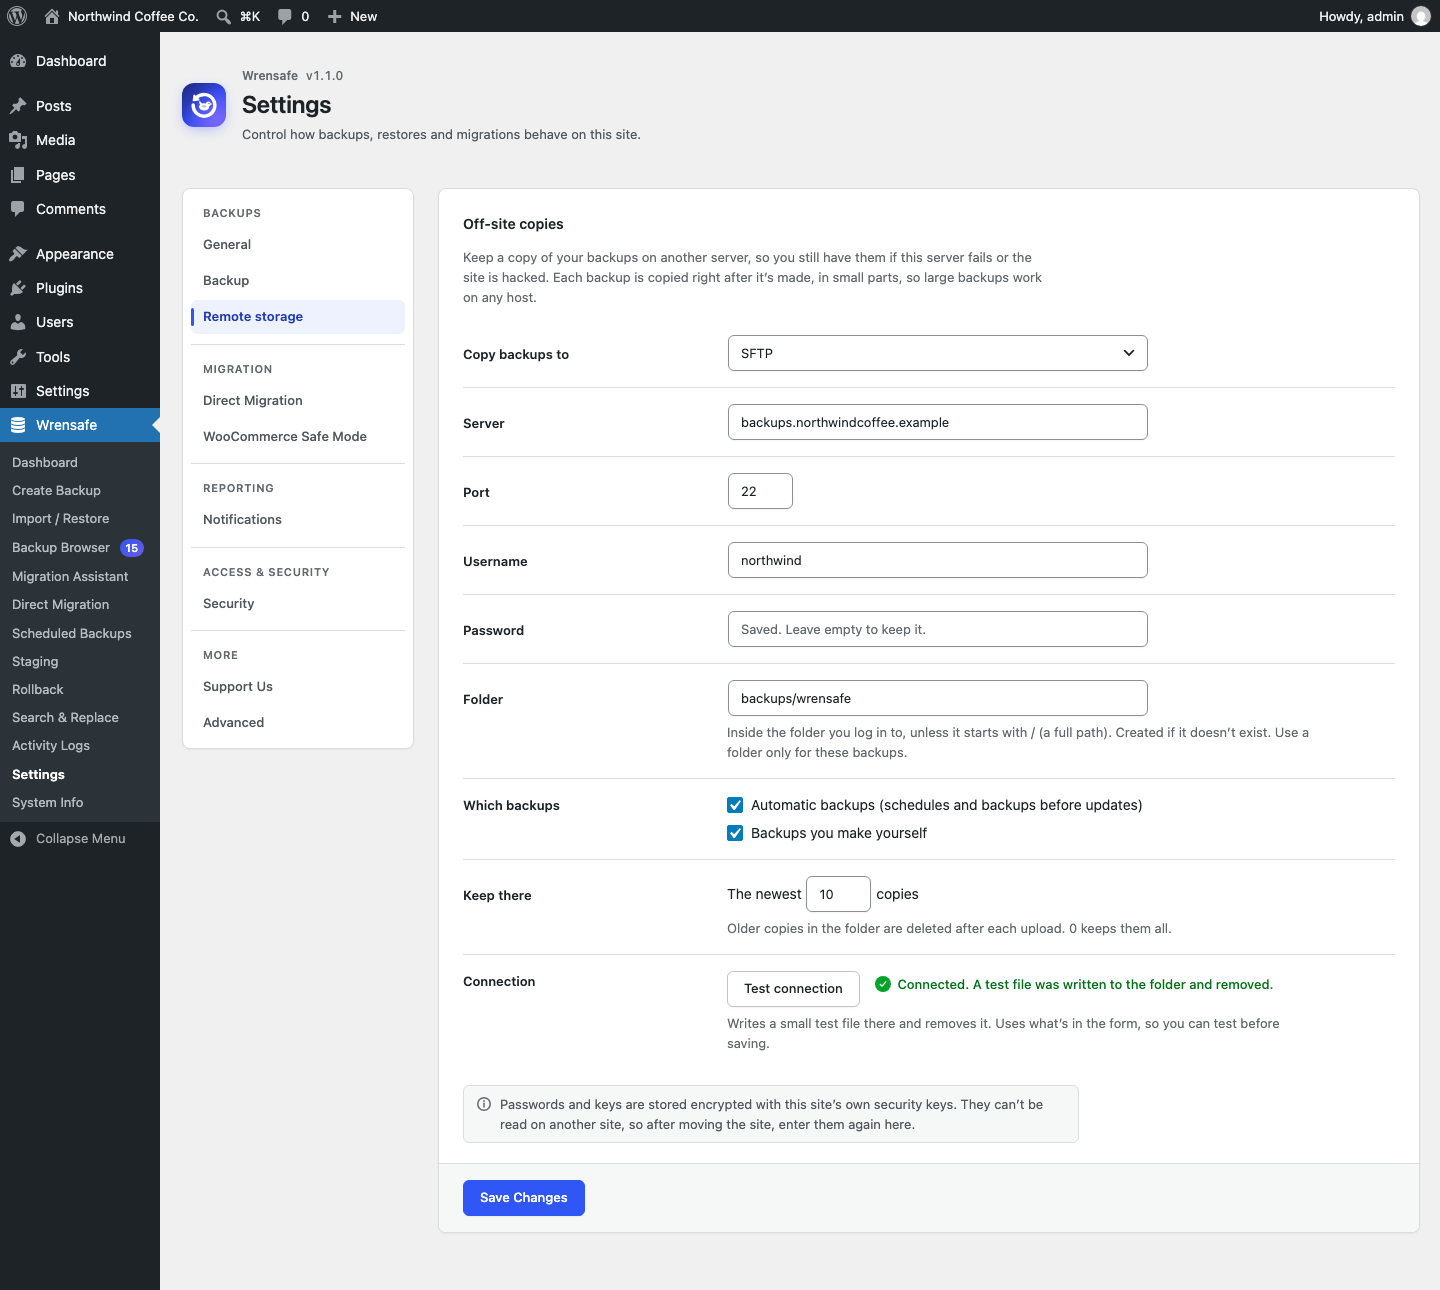 Northwind Coffee Co.
⌘K
0
New
Howdy, admin
Dashboard
Posts
Media
Pages
Comments
Appearance
Plugins
Users
Tools
Settings
Wrensafe
Dashboard
Create Backup
Import / Restore
Backup Browser 15
Migration Assistant
Direct Migration
Scheduled Backups
Staging
Rollback
Search & Replace
Activity Logs
Settings
System Info
Collapse Menu
Wrensafe v1.1.0
Settings
Control how backups, restores and migrations behave on this site.
BACKUPS
General
Backup
Remote storage
MIGRATION
Direct Migration
WooCommerce Safe Mode
REPORTING
Notifications
ACCESS & SECURITY
Security
MORE
Support Us
Advanced
Off-site copies
Keep a copy of your backups on another server, so you still have them if this server fails or the
site is hacked. Each backup is copied right after it’s made, in small parts, so large backups work
on any host.
Copy backups to
SFTP
Server
backups.northwindcoffee.example
Port
22
Username
northwind
Password
Saved. Leave empty to keep it.
Folder
backups/wrensafe
Inside the folder you log in to, unless it starts with / (a full path). Created if it doesn’t exist. Use a
folder only for these backups.
Which backups
Automatic backups (schedules and backups before updates)
Backups you make yourself
Keep there
The newest 10 copies
Older copies in the folder are deleted after each upload. 0 keeps them all.
Connection
Test connection
Connected. A test file was written to the folder and removed.
Writes a small test file there and removes it. Uses what’s in the form, so you can test before
saving.
Passwords and keys are stored encrypted with this site’s own security keys. They can’t be
read on another site, so after moving the site, enter them again here.
Save Changes